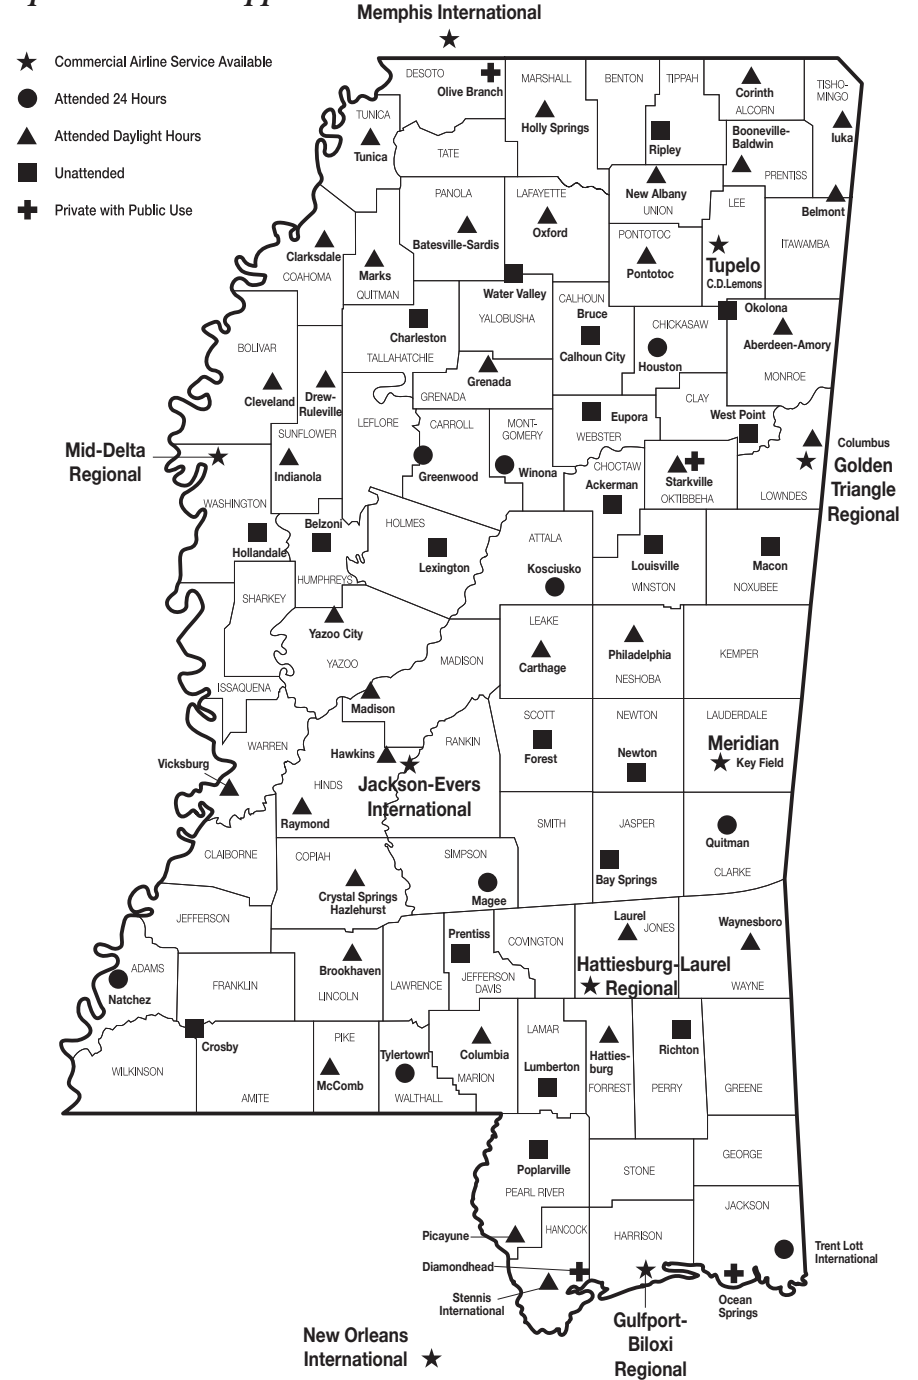 Memphis International
Commercial Airline Service Available
Attended 24 Hours
Attended Daylight Hours
Unattended
Private with Public Use
DESOTO
Olive Branch
MARSHALL
BENTON
TIPPAH
Corinth
ALCORN
TISHO-
MINGO
TUNICA
Tunica
TATE
Holly Springs
Ripley
Booneville-
Baldwin
PRENTISS
Iuka
PANOLA
LAFAYETTE
New Albany
UNION
LEE
Belmont
Batesville-Sardis
Oxford
PONTOTOC
Pontotoc
Tupelo
C.D.Lemons
ITAWAMBA
Clarksdale
COAHOMA
Marks
QUITMAN
Water Valley
YALOBUSHA
CALHOUN
Bruce
Calhoun City
CHICKASAW
Houston
Okolona
Aberdeen-Amory
MONROE
BOLIVAR
Cleveland
Drew-
Ruleville
Charleston
TALLAHATCHIE
Grenada
GRENADA
CLAY
West Point
SUNFLOWER
Indianola
LEFLORE
CARROLL
Greenwood
MONT-
GOMERY
Winona
Eupora
WEBSTER
CHOCTAW
Ackerman
Starkville
OKTIBBEHA
Columbus
Golden
Triangle
Regional
LOWNDES
Mid-Delta
Regional
WASHINGTON
Hollandale
Belzoni
HUMPHREYS
HOLMES
Lexington
ATTALA
Kosciusko
Louisville
WINSTON
Macon
NOXUBEE
SHARKEY
ISSAQUENA
Yazoo City
YAZOO
MADISON
Madison
LEAKE
Carthage
Philadelphia
NESHOBA
KEMPER
WARREN
Vicksburg
Hawkins
HINDS
Raymond
RANKIN
Jackson-Evers
International
SCOTT
Forest
NEWTON
Newton
LAUDERDALE
Meridian
Key Field
CLAIBORNE
COPIAH
Crystal Springs
Hazlehurst
SIMPSON
Magee
SMITH
JASPER
Bay Springs
Quitman
CLARKE
JEFFERSON
ADAMS
Natchez
FRANKLIN
Brookhaven
LINCOLN
LAWRENCE
Prentiss
JEFFERSON
DAVIS
COVINGTON
Laurel
JONES
Hattiesburg-Laurel
Regional
Waynesboro
WAYNE
WILKINSON
Crosby
AMITE
PIKE
McComb
Tylertown
WALTHALL
Columbia
MARION
LAMAR
Lumberton
Hatties-
burg
FORREST
Richton
PERRY
GREENE
Poplarville
PEARL RIVER
STONE
GEORGE
JACKSON
Picayune
HANCOCK
HARRISON
Diamondhead
Stennis
International
Trent Lott
International
Ocean
Springs
Gulfport-
Biloxi
Regional
New Orleans
International